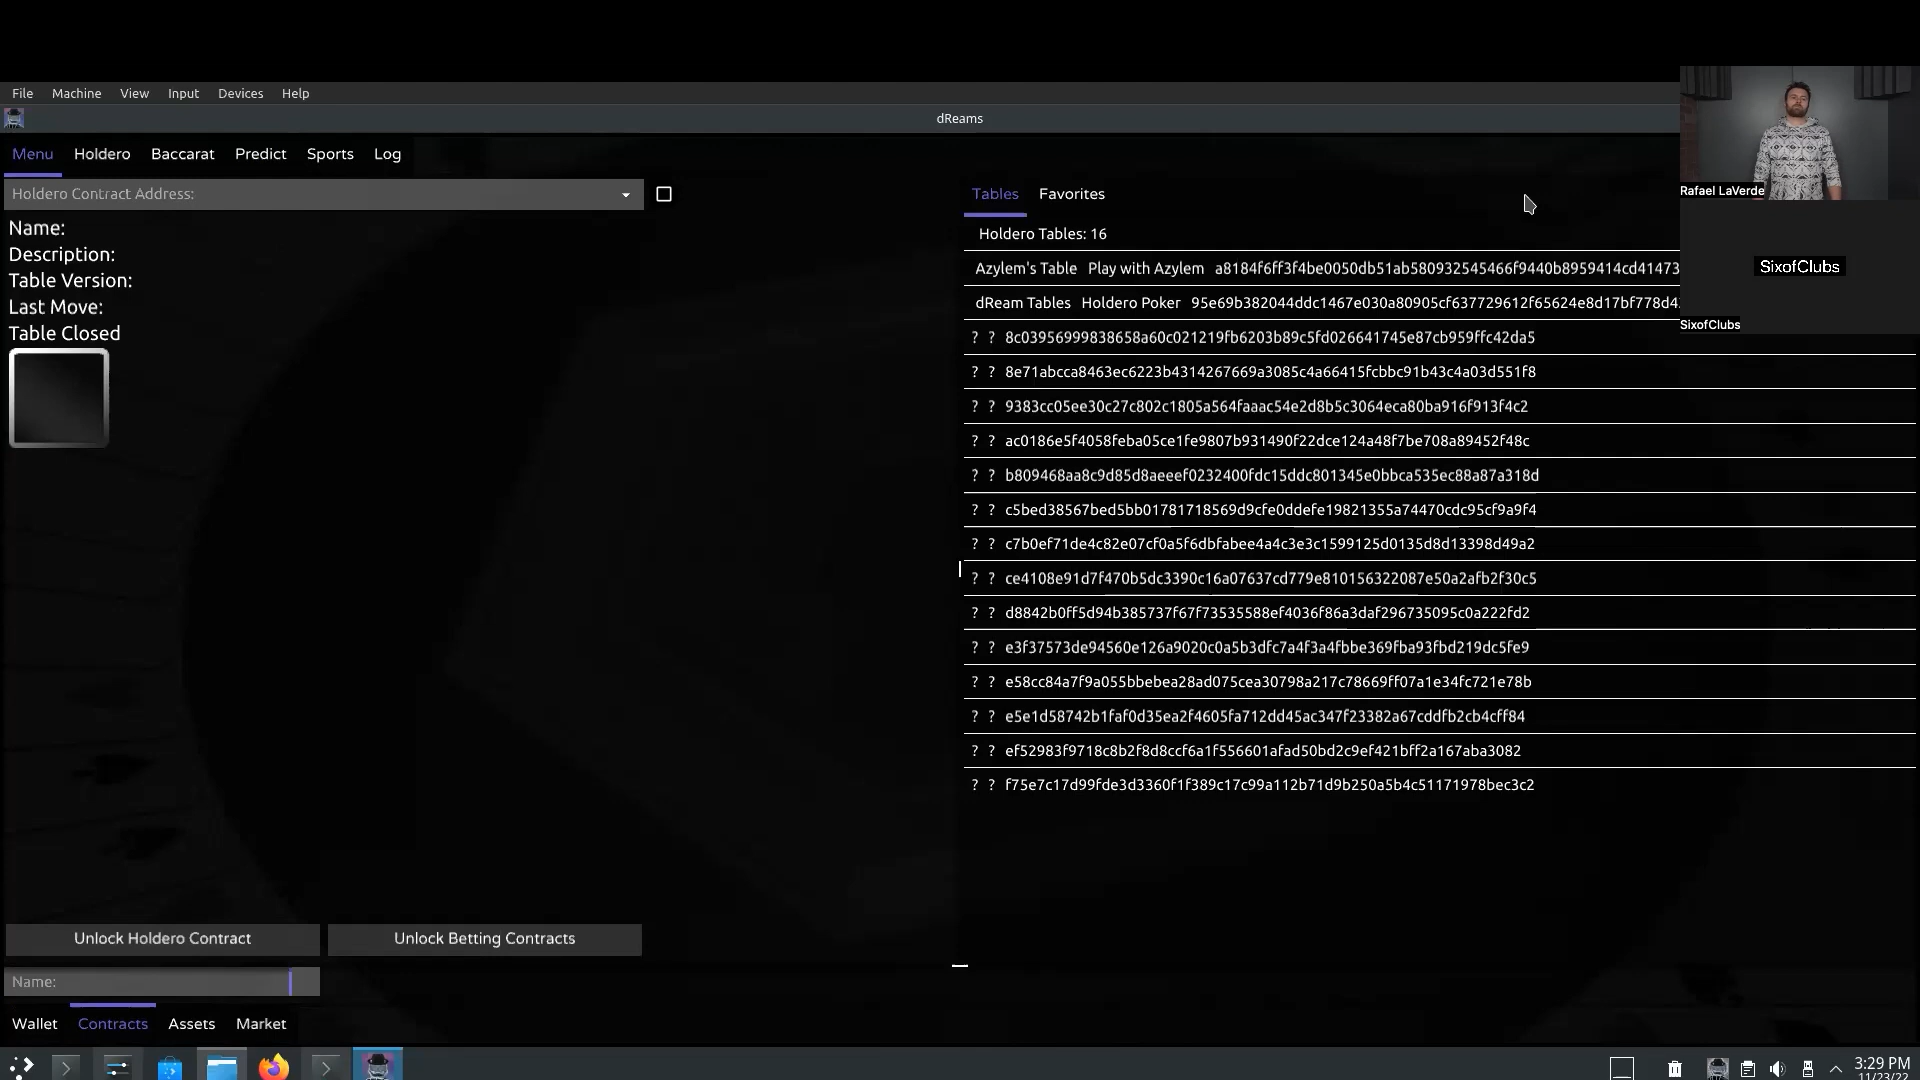 File Machine View Input Devices Help
dReams
Menu Holdero Baccarat Predict Sports Log
Holdero Contract Address:
Name:
Description:
Table Version:
Last Move:
Table Closed
Tables Favorites
Holdero Tables: 16
Azylem's Table Play with Azylem a8184f6ff3f4be0050db51ab580932545466f9440b8959414cd41473
dReam Tables Holdero Poker 95e69b382044ddc1467e030a80905cf637729612f65624e8d17bf778d4
? ? 8c03956999838658a60c021219fb6203b89c5fd026641745e87cb959ffc42da5
? ? 8e71abcca8463ec6223b4314267669a3085c4a66415fcbbc91b43c4a03d551f8
? ? 9383cc05ee30c27c802c1805a564faaac54e2d8b5c3064eca80ba916f913f4c2
? ? ac0186e5f4058feba05ce1fe9807b931490f22dce124a48f7be708a89452f48c
? ? b809468aa8c9d85d8aeeef0232400fdc15ddc801345e0bbca535ec88a87a318d
? ? c5bed38567bed5bb01781718569d9cfe0ddefe19821355a74470cdc95cf9a9f4
? ? c7b0ef71de4c82e07cf0a5f6dbfabee4a4c3e3c1599125d0135d8d13398d49a2
? ? ce4108e91d7f470b5dc3390c16a07637cd779e810156322087e50a2afb2f30c5
? ? d8842b0ff5d94b385737f67f73535588ef4036f86a3daf296735095c0a222fd2
? ? e3f37573de94560e126a9020c0a5b3dfc7a4f3a4fbbe369fba93fbd219dc5fe9
? ? e58cc84a7f9a055bbebea28ad075cea30798a217c78669ff07a1e34fc721e78b
? ? e5e1d58742b1faf0d35ea2f4605fa712dd45ac347f23382a67cddfb2cb4cff84
? ? ef52983f9718c8b2f8d8ccf6a1f556601afad50bd2c9ef421bff2a167aba3082
? ? f75e7c17d99fde3d3360f1f389c17c99a112b71d9b250a5b4c51171978bec3c2
Rafael LaVerde
SixofClubs
SixofClubs
Unlock Holdero Contract Unlock Betting Contracts
Name:
Wallet Contracts Assets Market
3:29 PM
11/23/22